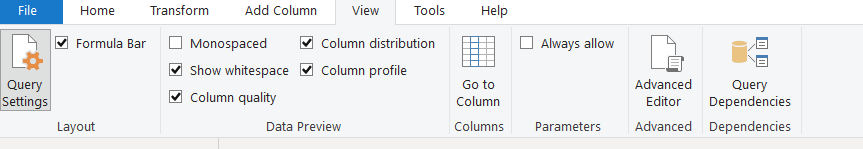 File Home Transform Add Column View Tools Help
Formula Bar
Query
Settings
Layout
Monospaced
Show whitespace
Column quality
Column distribution
Column profile
Data Preview
Go to
Column
Columns
Always allow
Parameters
Advanced
Editor
Advanced
Query
Dependencies
Dependencies